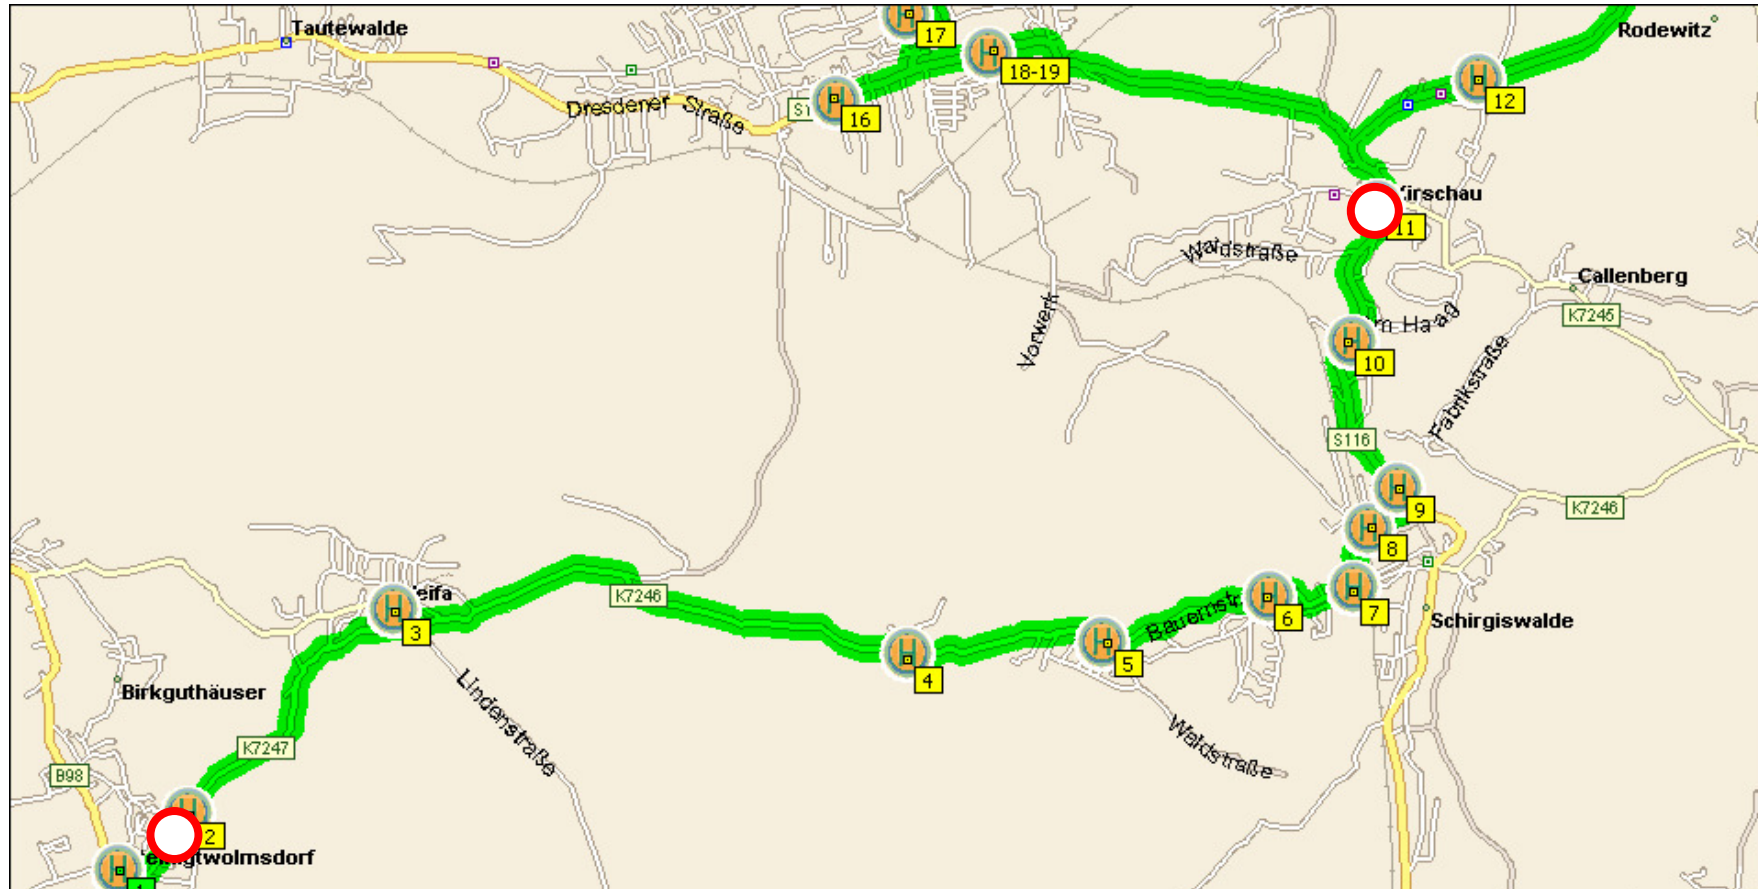 Tautewalde
Rodewitz
17
18-19
12
Dresdener Straße
16
Kirschau
11
Waldstraße
Callenberg
K7245
Vorwerk
10
Fabrikstraße
S116
9
K7246
8
K7246
3
6
7
Bauernstr
Schirgiswalde
5
4
Birkguthäuser
Lindenstraße
Waldstraße
K7247
B98
2
1